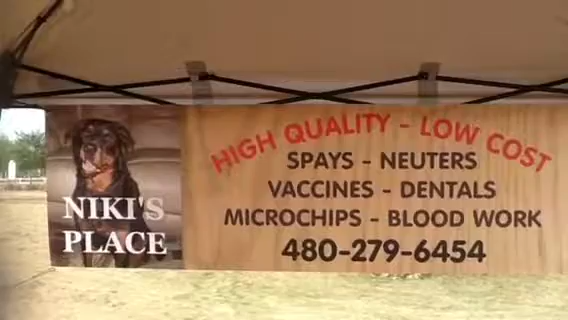 NIKI'S
PLACE
HIGH QUALITY - LOW COST
SPAYS - NEUTERS
VACCINES - DENTALS
MICROCHIPS - BLOOD WORK
480-279-6454